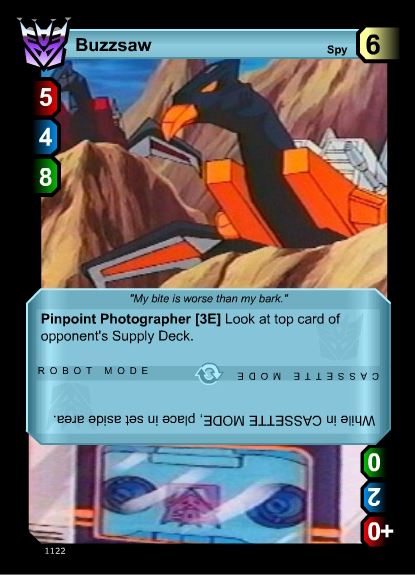 Buzzsaw
Spy
6
5
4
8
"My bite is worse than my bark."
Pinpoint Photographer [3E] Look at top card of
opponent's Supply Deck.
ROBOT MODE
CASSETTE MODE
While in CASSETTE MODE, place in set aside area.
0
2
0+
1122